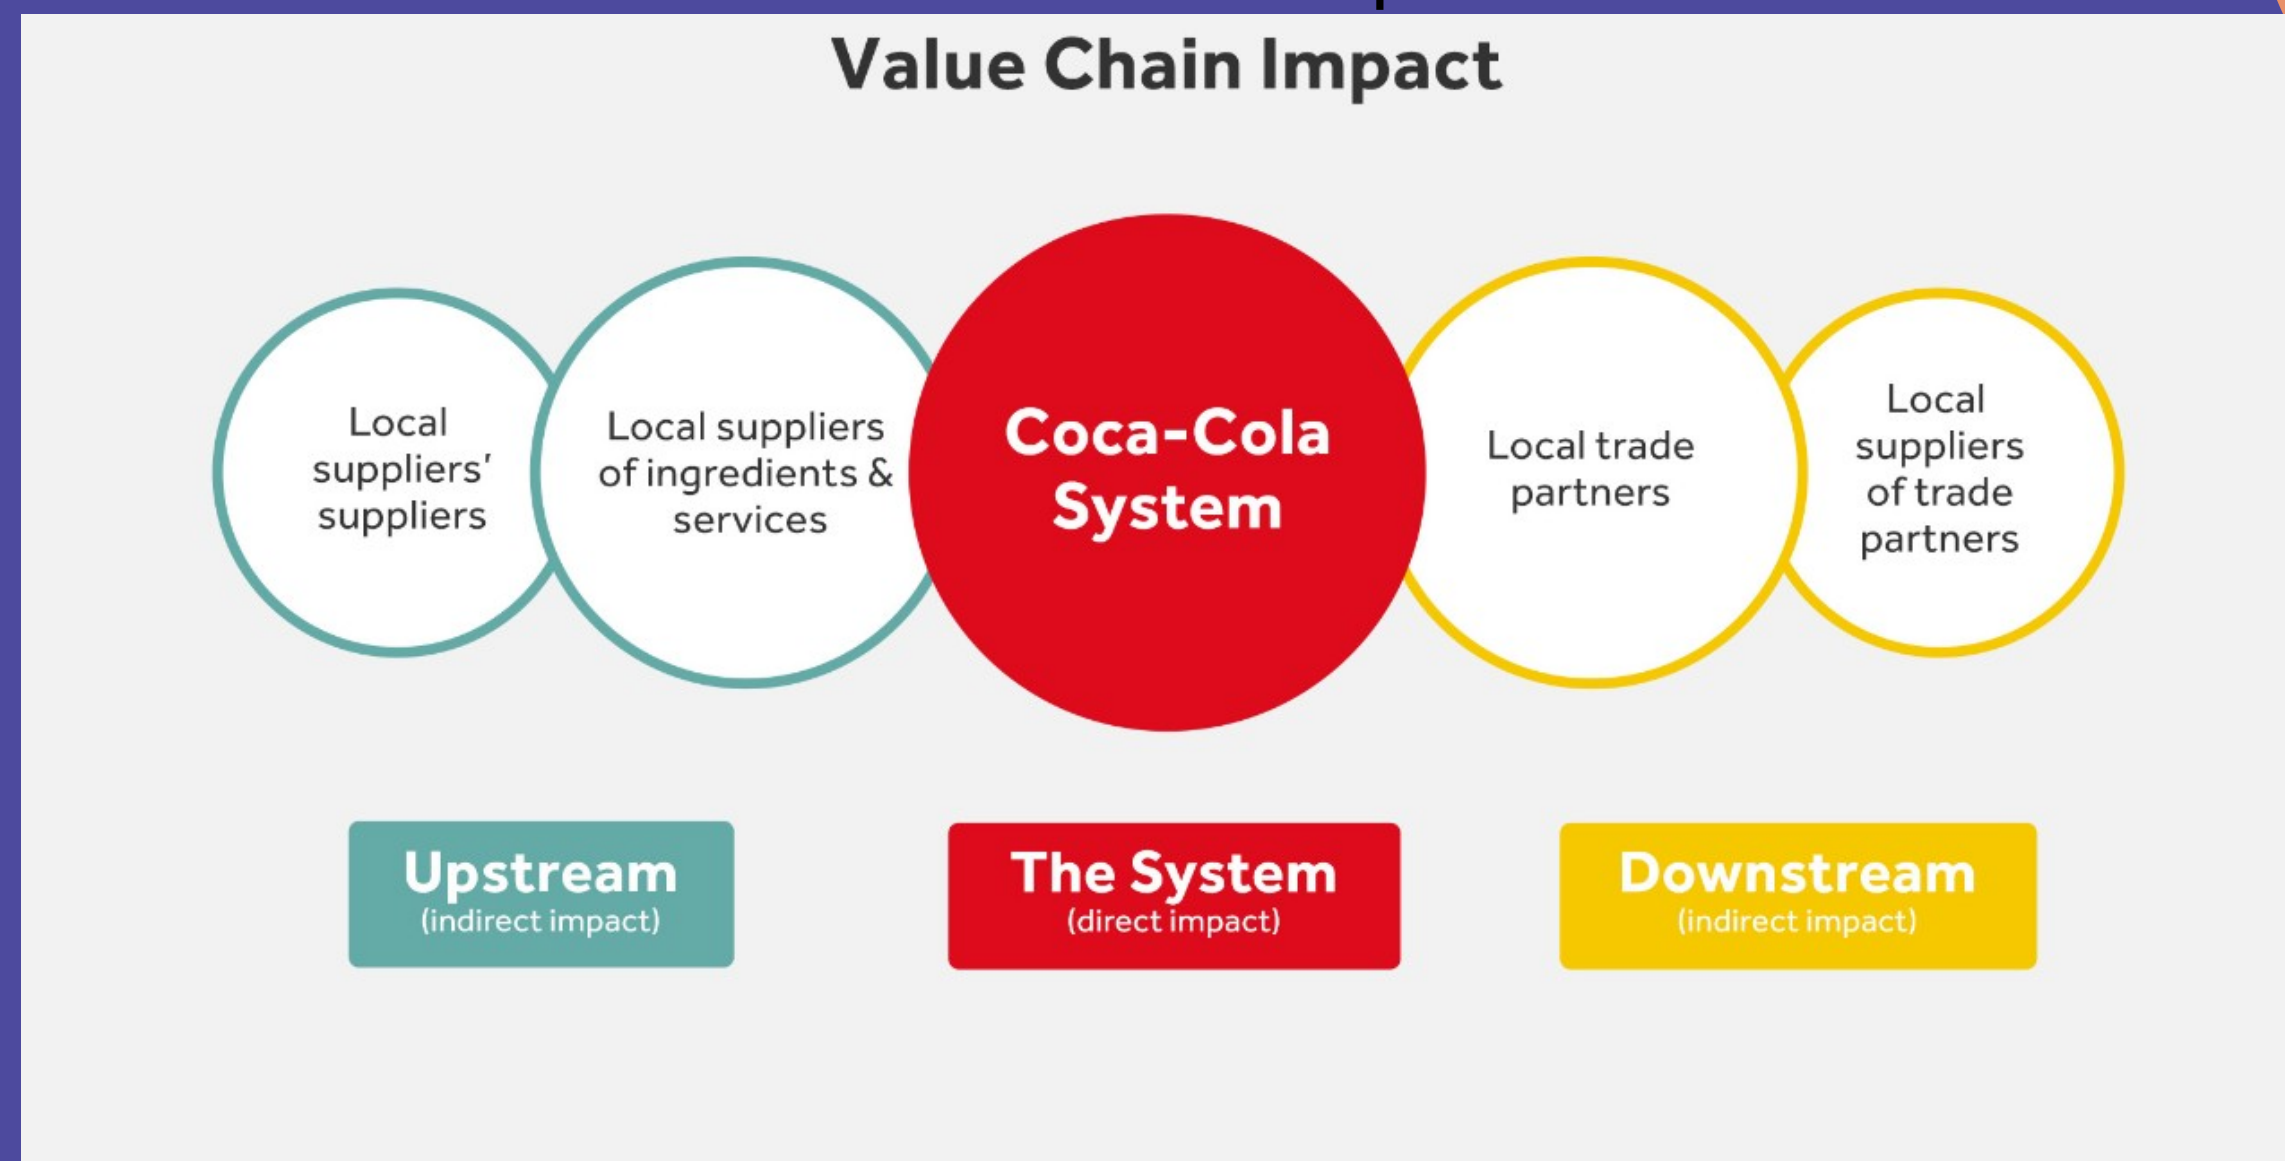 Value Chain Impact
Local
suppliers’
suppliers
Local suppliers
of ingredients &
services
Coca-Cola
System
Local trade
partners
Local
suppliers
of trade
partners
Upstream
(indirect impact)
The System
(direct impact)
Downstream
(indirect impact)